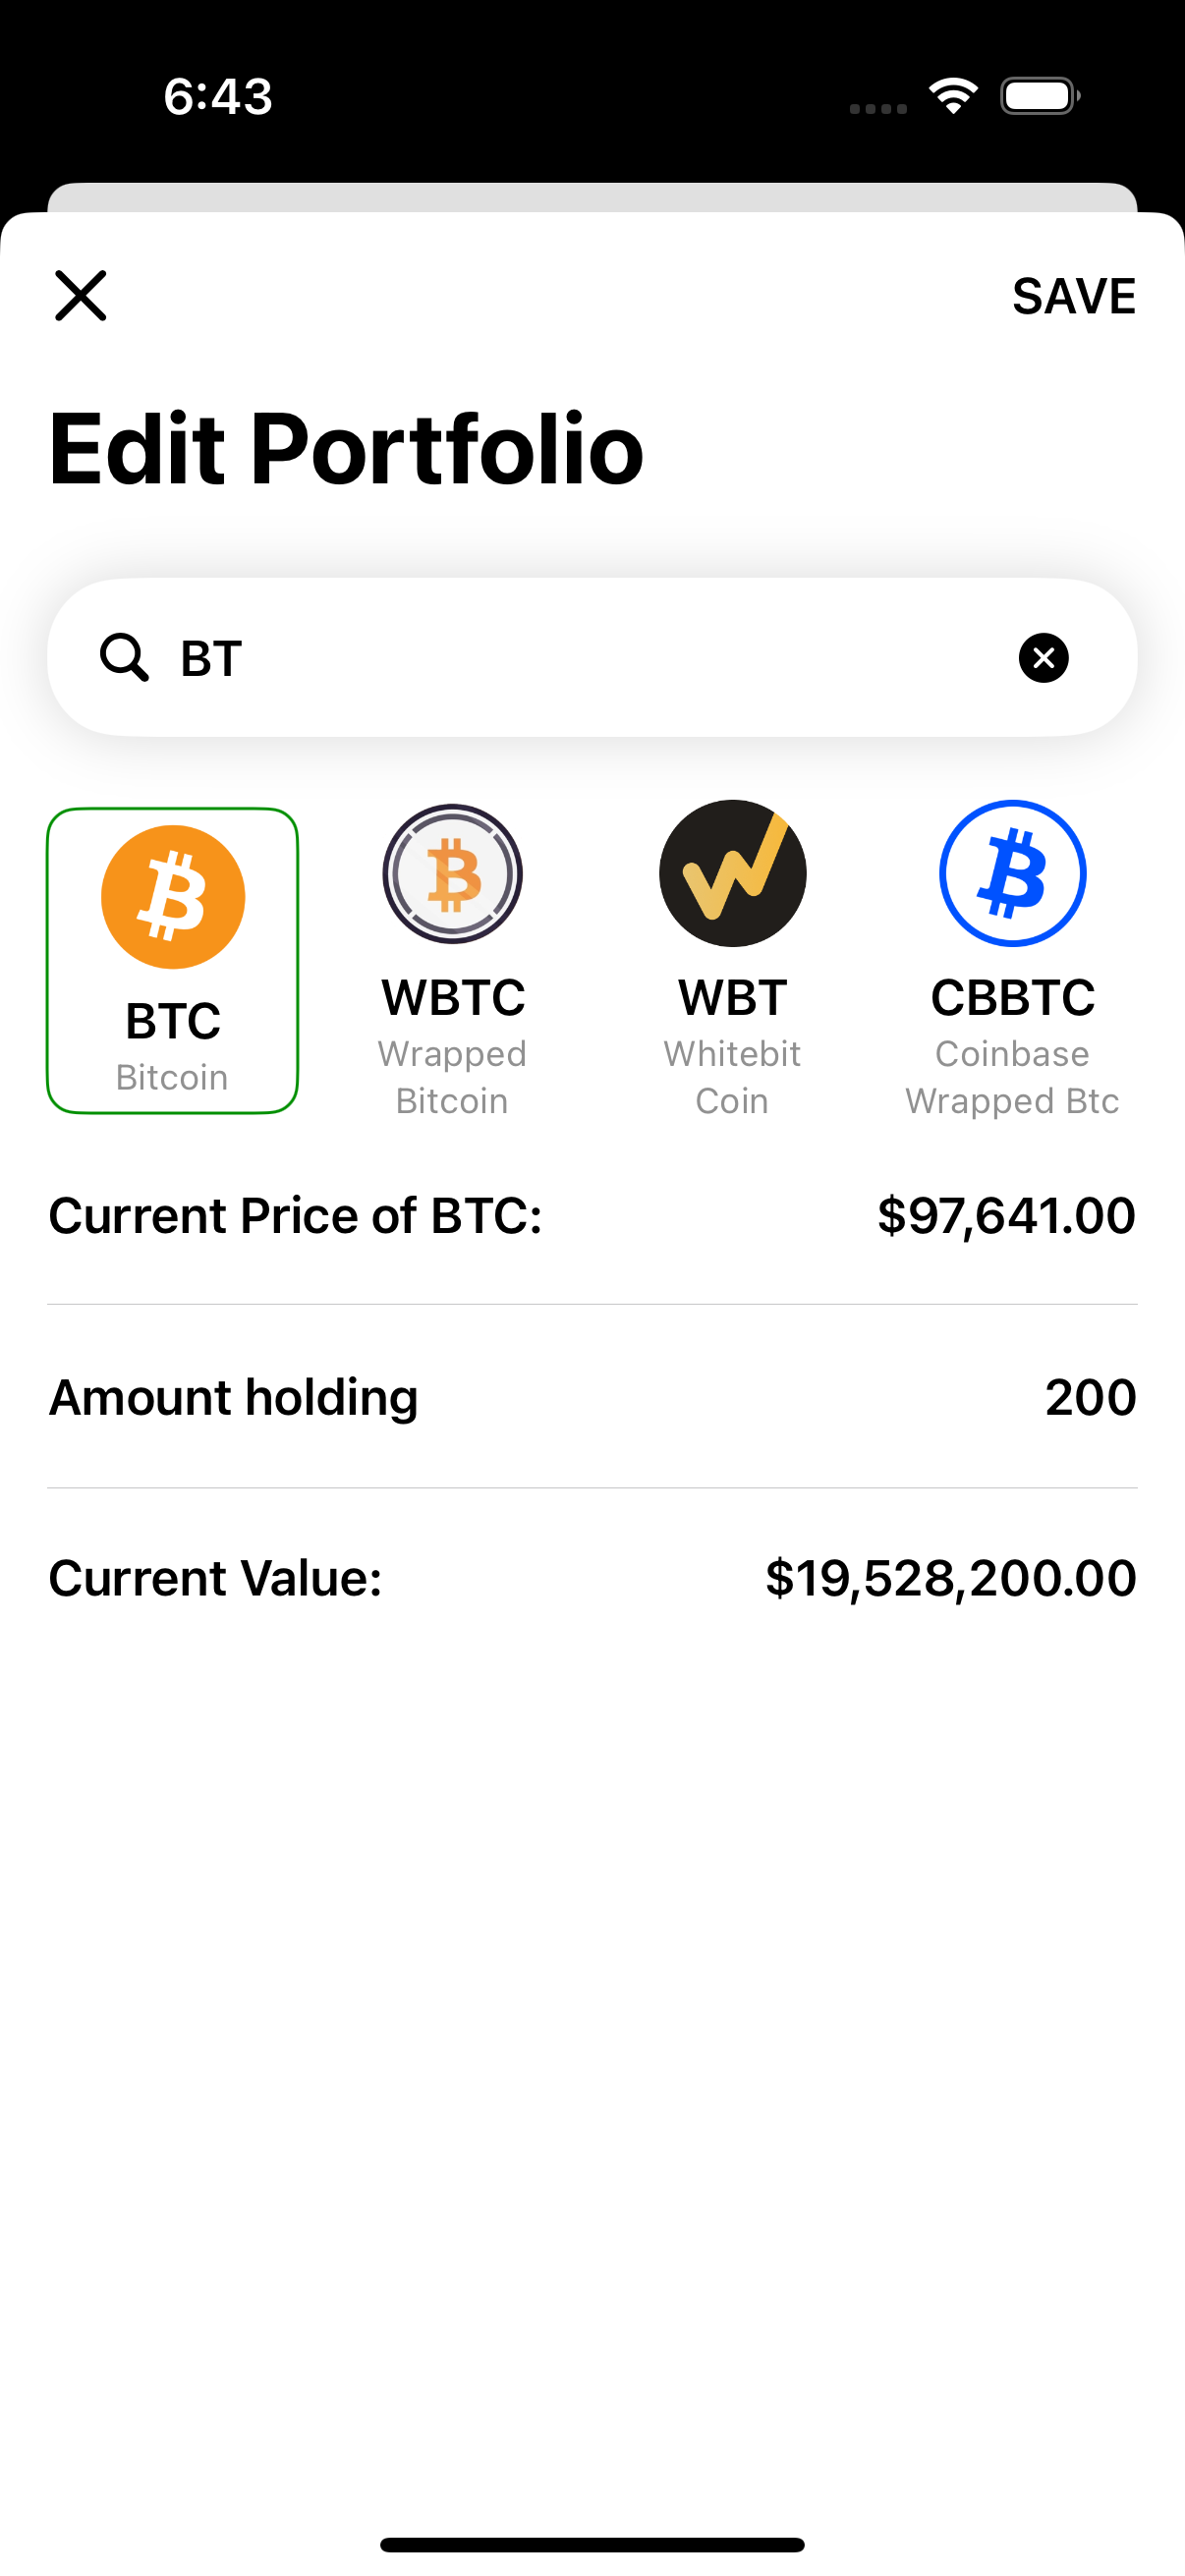 6:43
SAVE
Edit Portfolio
BT
BTC
Bitcoin
WBTC
Wrapped
Bitcoin
WBT
Whitebit
Coin
CBBTC
Coinbase
Wrapped Btc
Current Price of BTC: $97,641.00
Amount holding 200
Current Value: $19,528,200.00